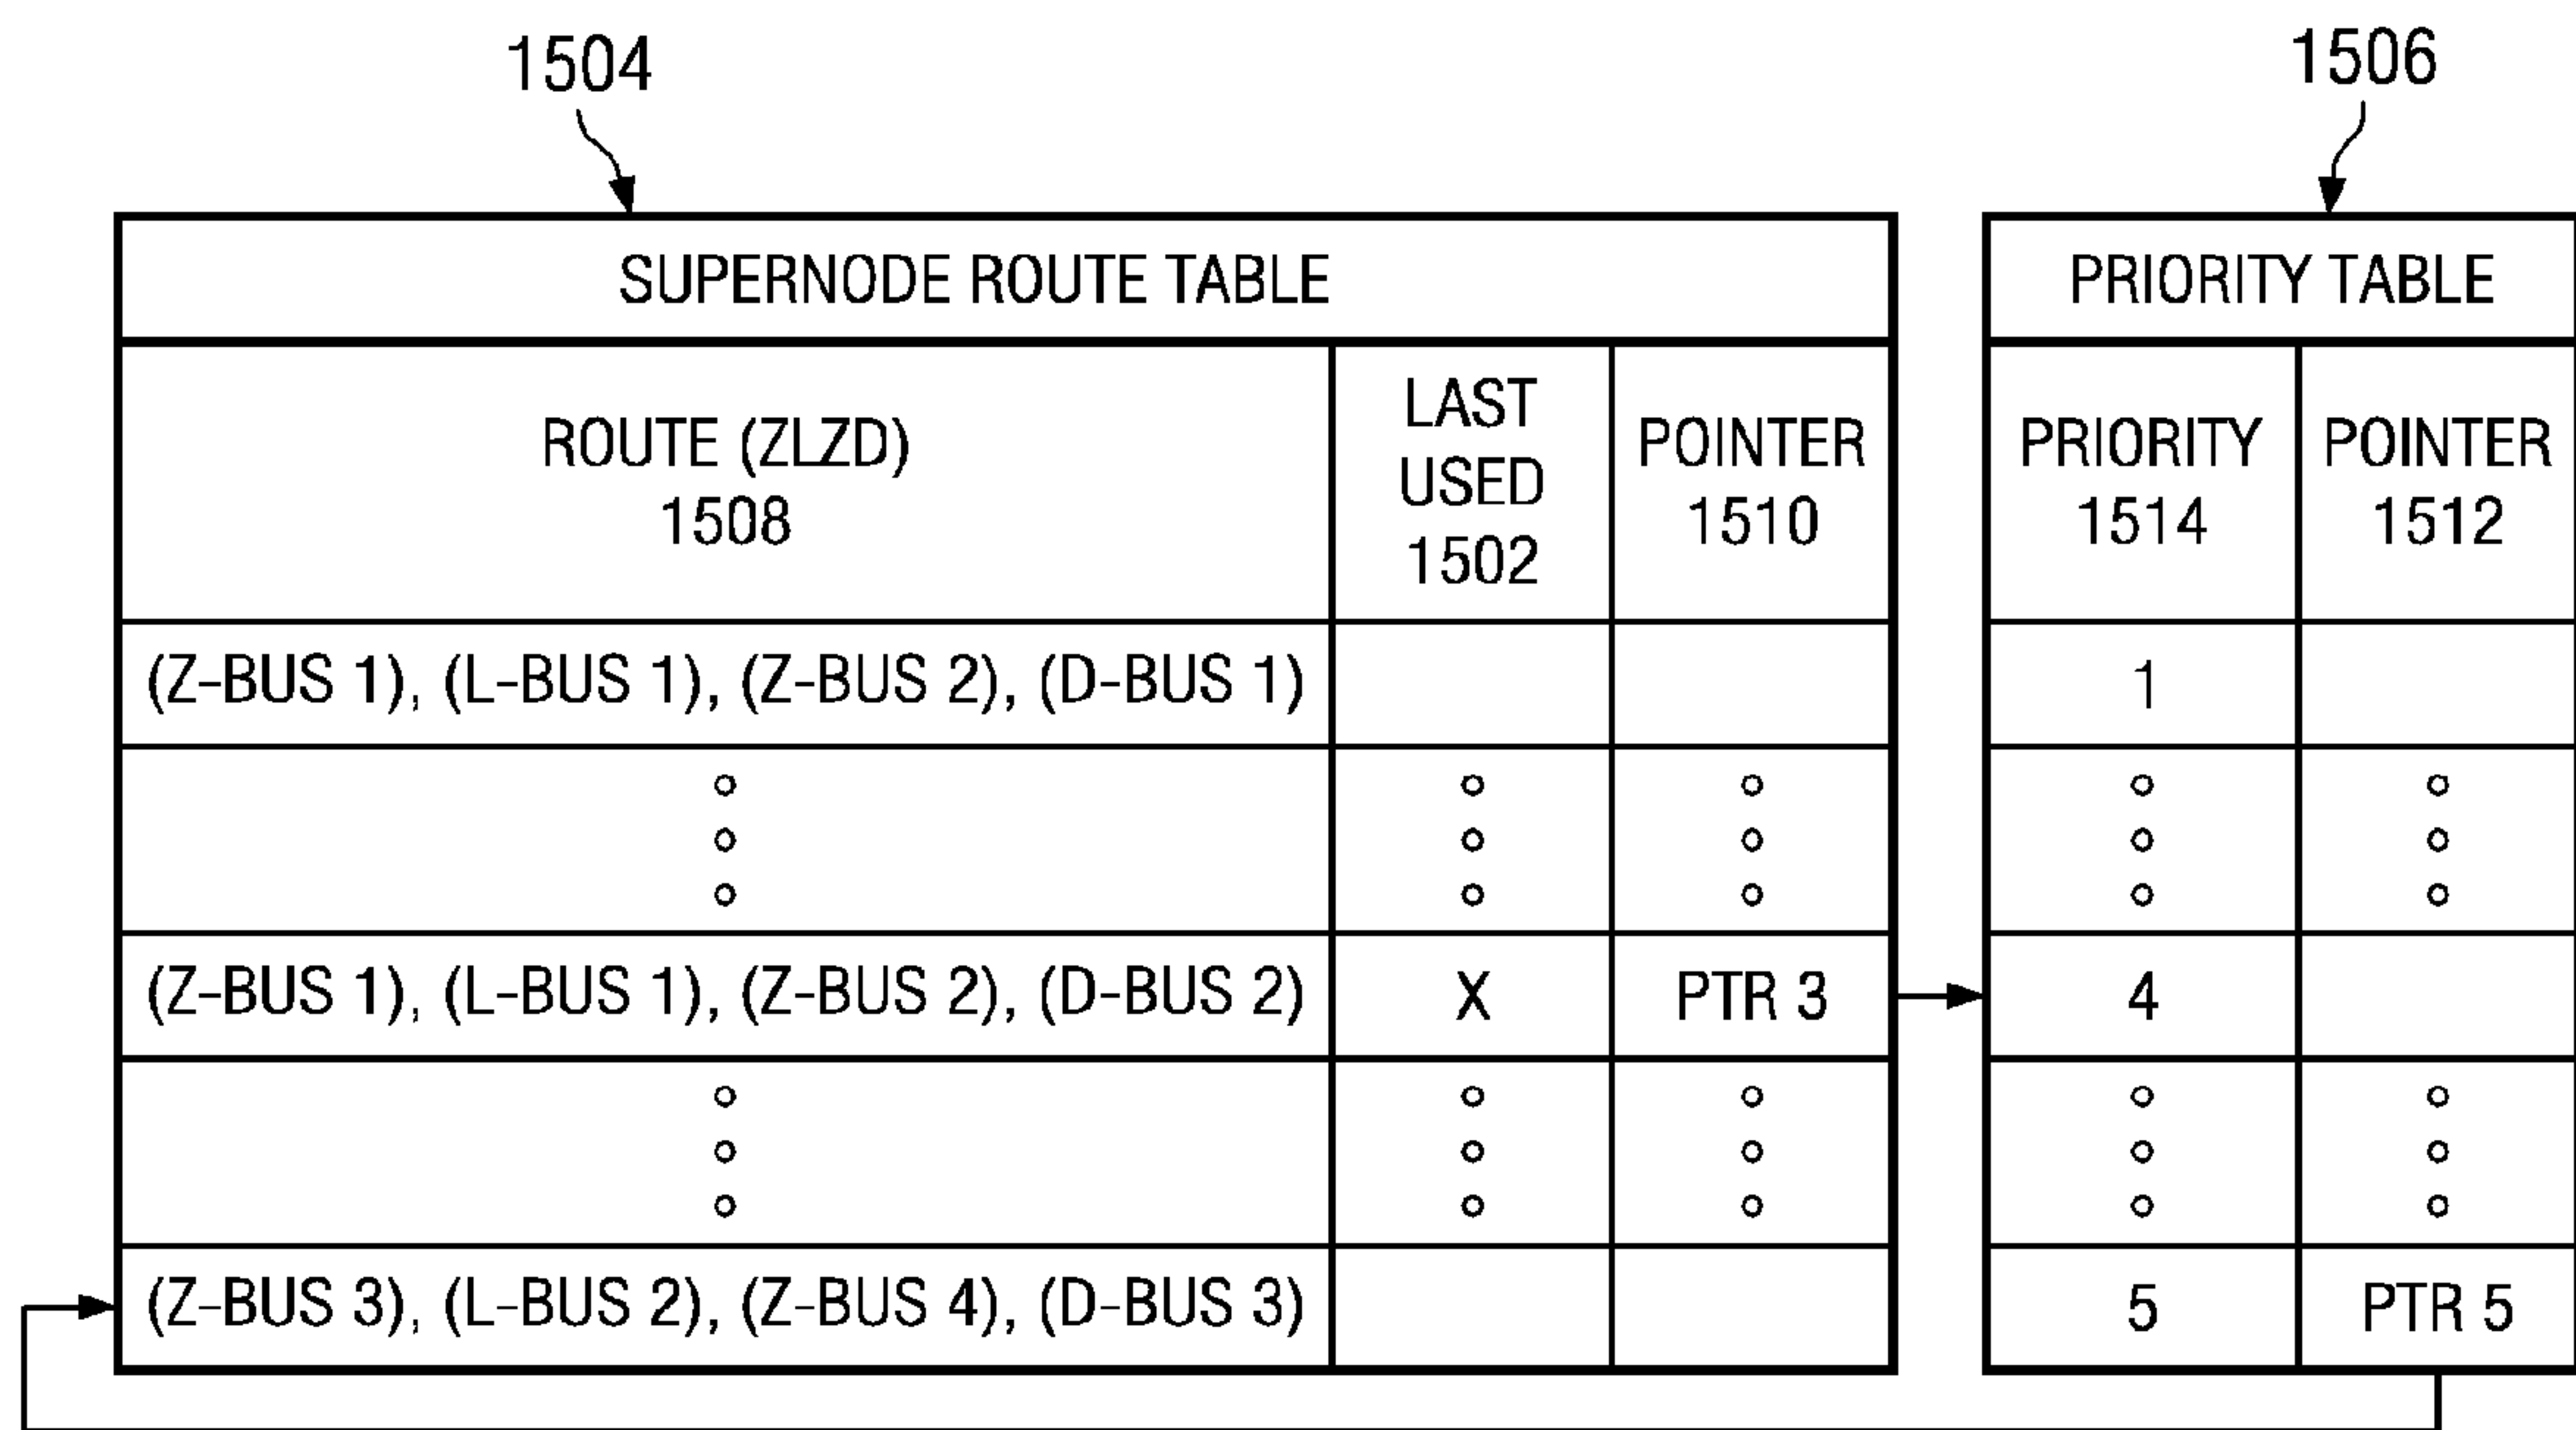 1504
1506
SUPERNODE ROUTE TABLE
PRIORITY TABLE
ROUTE (ZLZD)
1508
LAST
USED
1502
POINTER
1510
PRIORITY
1514
POINTER
1512
(Z-BUS 1), (L-BUS 1), (Z-BUS 2), (D-BUS 1)
1
(Z-BUS 1), (L-BUS 1), (Z-BUS 2), (D-BUS 2)
X
PTR 3
4
(Z-BUS 3), (L-BUS 2), (Z-BUS 4), (D-BUS 3)
5
PTR 5